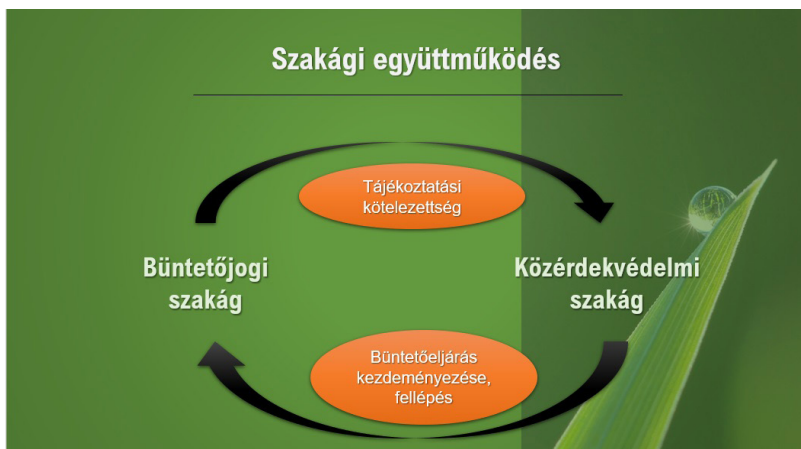 Szakági együttműködés
Tájékoztatási
kötelezettség
Büntetőjogi
szakág
Közérdekvédelmi
szakág
Büntetőeljárás
kezdeményezése,
fellépés